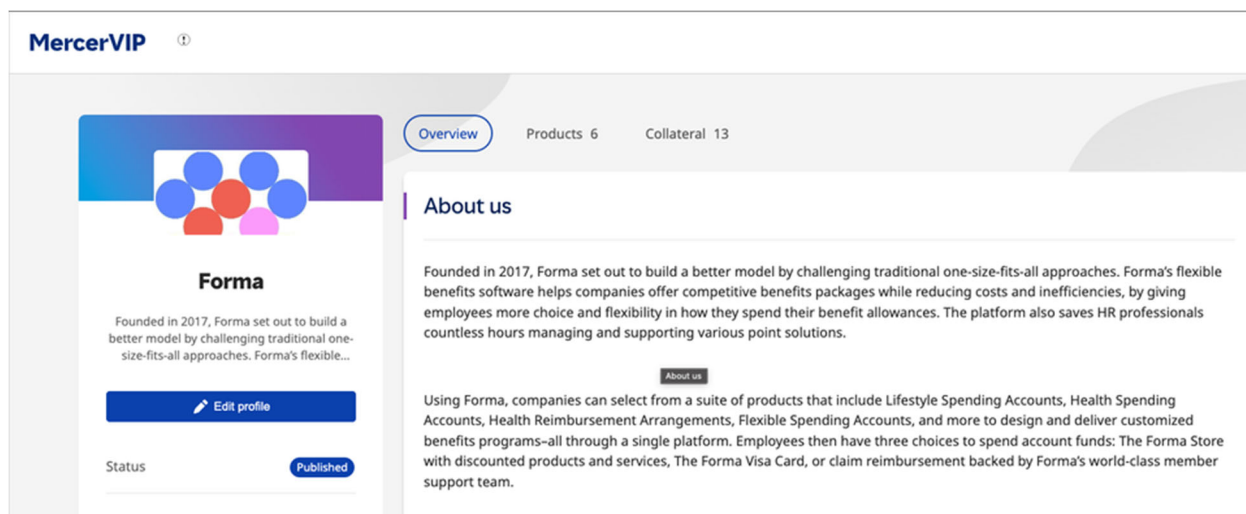 MercerVIP
Overview
Products 6
Collateral 13
Forma
Founded in 2017, Forma set out to build a
better model by challenging traditional one-
size-fits-all approaches. Forma's flexible...
Edit profile
Status
Published
About us
Founded in 2017, Forma set out to build a better model by challenging traditional one-size-fits-all approaches. Forma's flexible
benefits software helps companies offer competitive benefits packages while reducing costs and inefficiencies, by giving
employees more choice and flexibility in how they spend their benefit allowances. The platform also saves HR professionals
countless hours managing and supporting various point solutions.
About us
Using Forma, companies can select from a suite of products that include Lifestyle Spending Accounts, Health Spending
Accounts, Health Reimbursement Arrangements, Flexible Spending Accounts, and more to design and deliver customized
benefits programs–all through a single platform. Employees then have three choices to spend account funds: The Forma Store
with discounted products and services, The Forma Visa Card, or claim reimbursement backed by Forma's world-class member
support team.